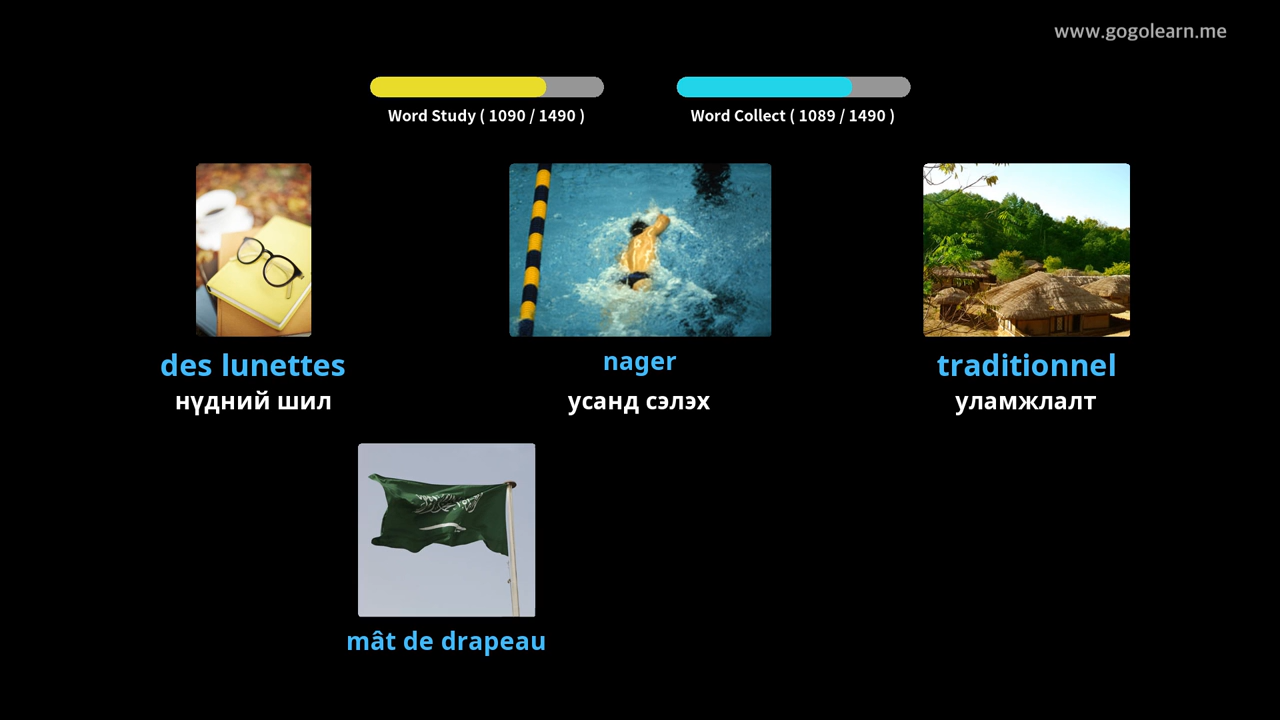 www.gogolearn.me
Word Study ( 1090 / 1490 )
Word Collect ( 1089 / 1490 )
des lunettes
нүдний шил
nager
усанд сэлэх
traditionnel
уламжлалт
mât de drapeau